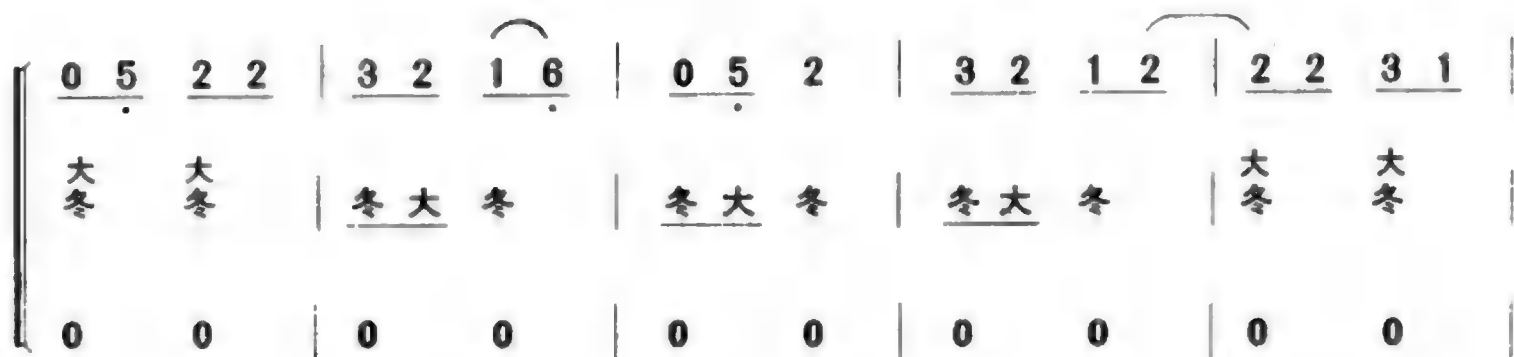 0 5 2 2 | 3 2 1 6 | 0 5 2 | 3 2 1 2 | 2 2 3 1 |
大 大 大 大
冬 冬 | 冬 大 冬 | 冬 大 冬 | 冬 大 冬 | 冬 冬 |
0 0 | 0 0 | 0 0 | 0 0 | 0 0 |